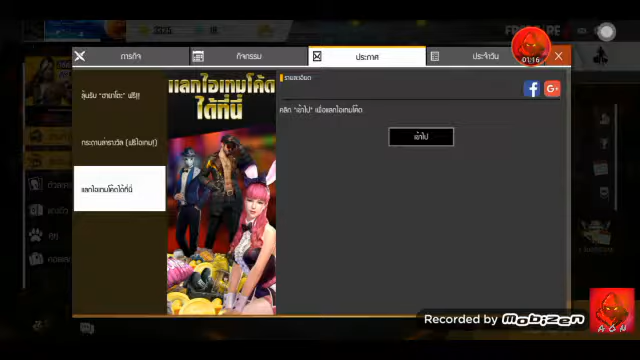 3325
FREE FIRE
ภารกิจ
กิจกรรม
ประกาศ
ประจำวัน
01:16
ลุ้นรับ "ฮายาโตะ" ฟรี!!
กระดานล่ารางวัล (ฟรีไอเทม!)
แลกไอเทมโค้ดได้ที่นี่
แลกไอเทมโค้ด
ได้ที่นี่
รายละเอียด
คลิก "เข้าไป" เพื่อแลกไอเทมโค้ด
เข้าไป
Recorded by Mobizen
AON